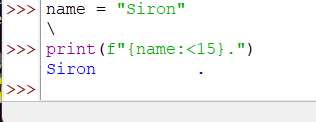 >>> name = "Siron"
    \
>>> print(f"{name:<15}.")
    Siron          .
>>>